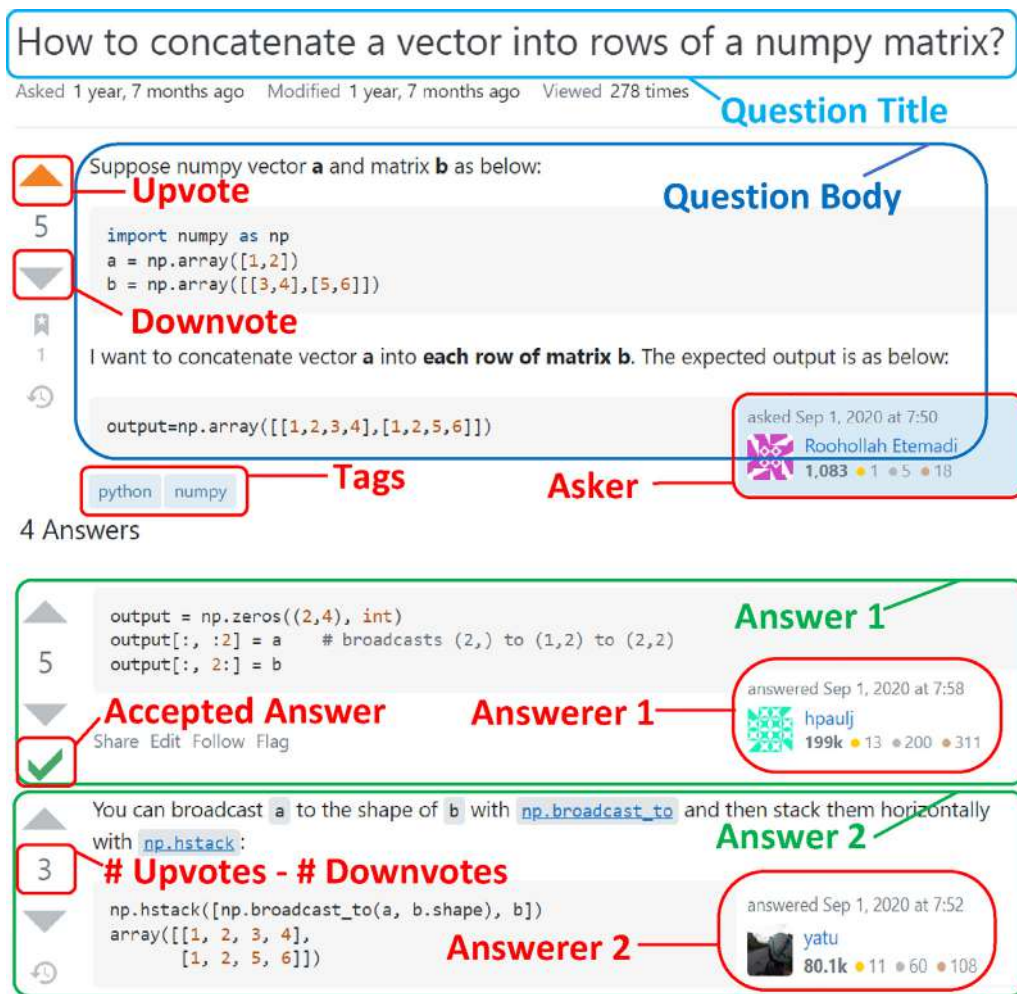 How to concatenate a vector into rows of a numpy matrix?
Asked 1 year, 7 months ago Modified 1 year, 7 months ago Viewed 278 times
Question Title
Suppose numpy vector a and matrix b as below:
Upvote
Question Body
5
import numpy as np
a = np.array([1,2])
b = np.array([[3,4],[5,6]])
Downvote
1
I want to concatenate vector a into each row of matrix b. The expected output is as below:
output=np.array([[1,2,3,4],[1,2,5,6]])
asked Sep 1, 2020 at 7:50
Roohollah Etemadi
1,083 1 5 18
Tags
Asker
python numpy
4 Answers
output = np.zeros((2,4), int)
output[:, :2] = a # broadcasts (2,) to (1,2) to (2,2)
output[:, 2:] = b
Answer 1
5
answered Sep 1, 2020 at 7:58
hpaulj
199k 13 200 311
Accepted Answer
Answerer 1
Share Edit Follow Flag
You can broadcast a to the shape of b with np.broadcast_to and then stack them horizontally
with np.hstack:
Answer 2
3
# Upvotes - # Downvotes
np.hstack([np.broadcast_to(a, b.shape), b])
array([[1, 2, 3, 4],
[1, 2, 5, 6]])
answered Sep 1, 2020 at 7:52
yatu
80.1k 11 60 108
Answerer 2